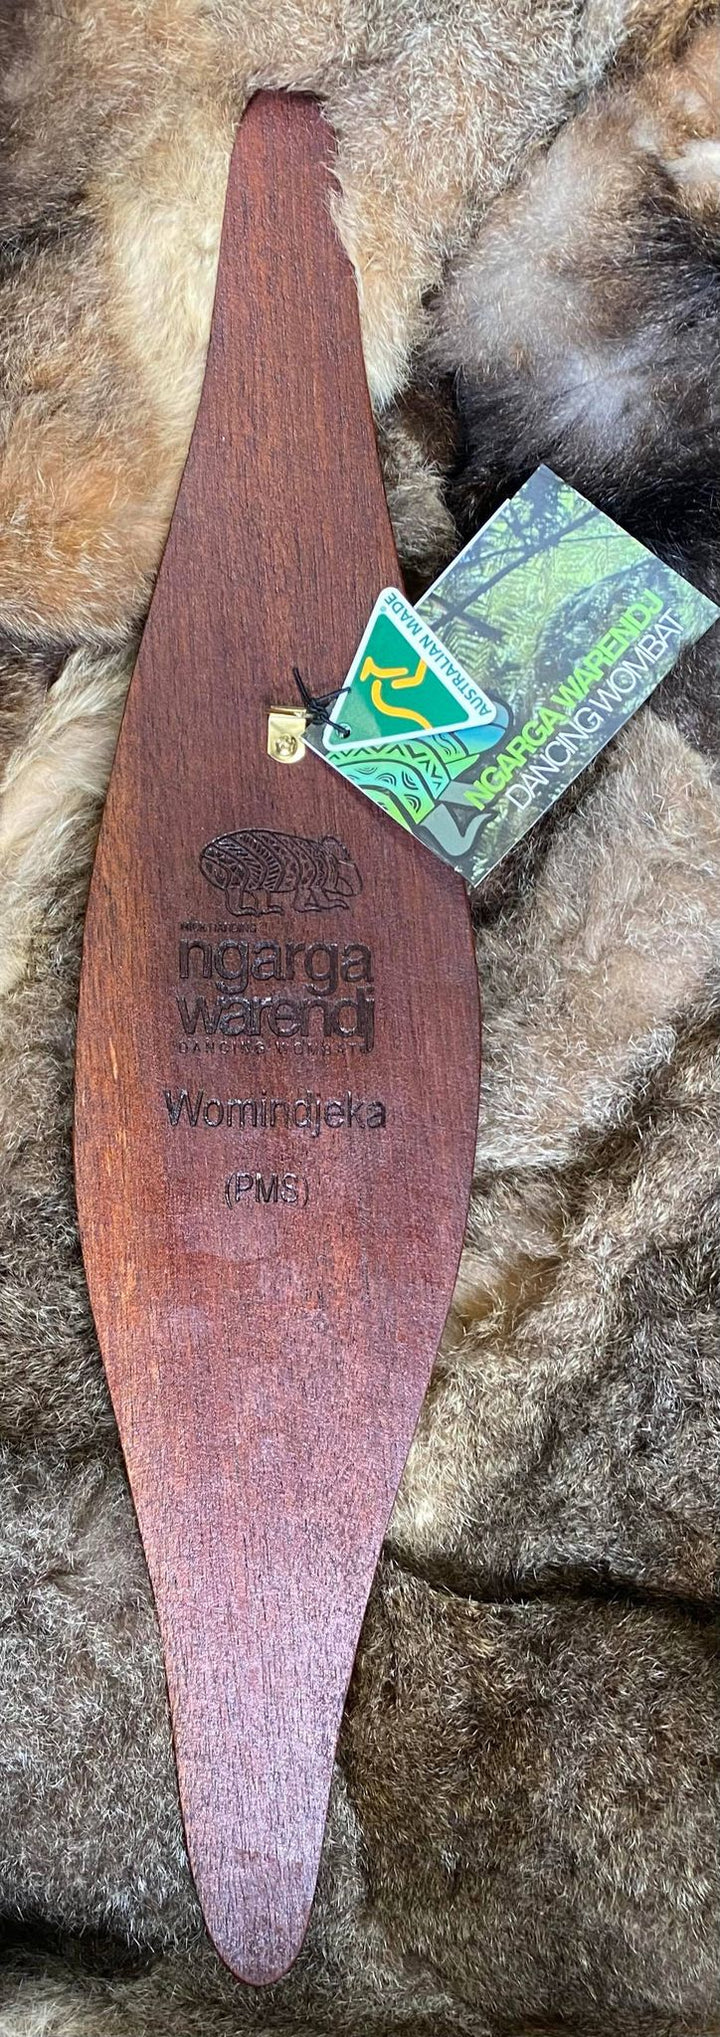 AUSTRALIAN MADE
NGARGA WARENDJ
DANCING WOMBAT
ngarga
warendj
DANCING WOMBAT
Womindjeka
(PMS)